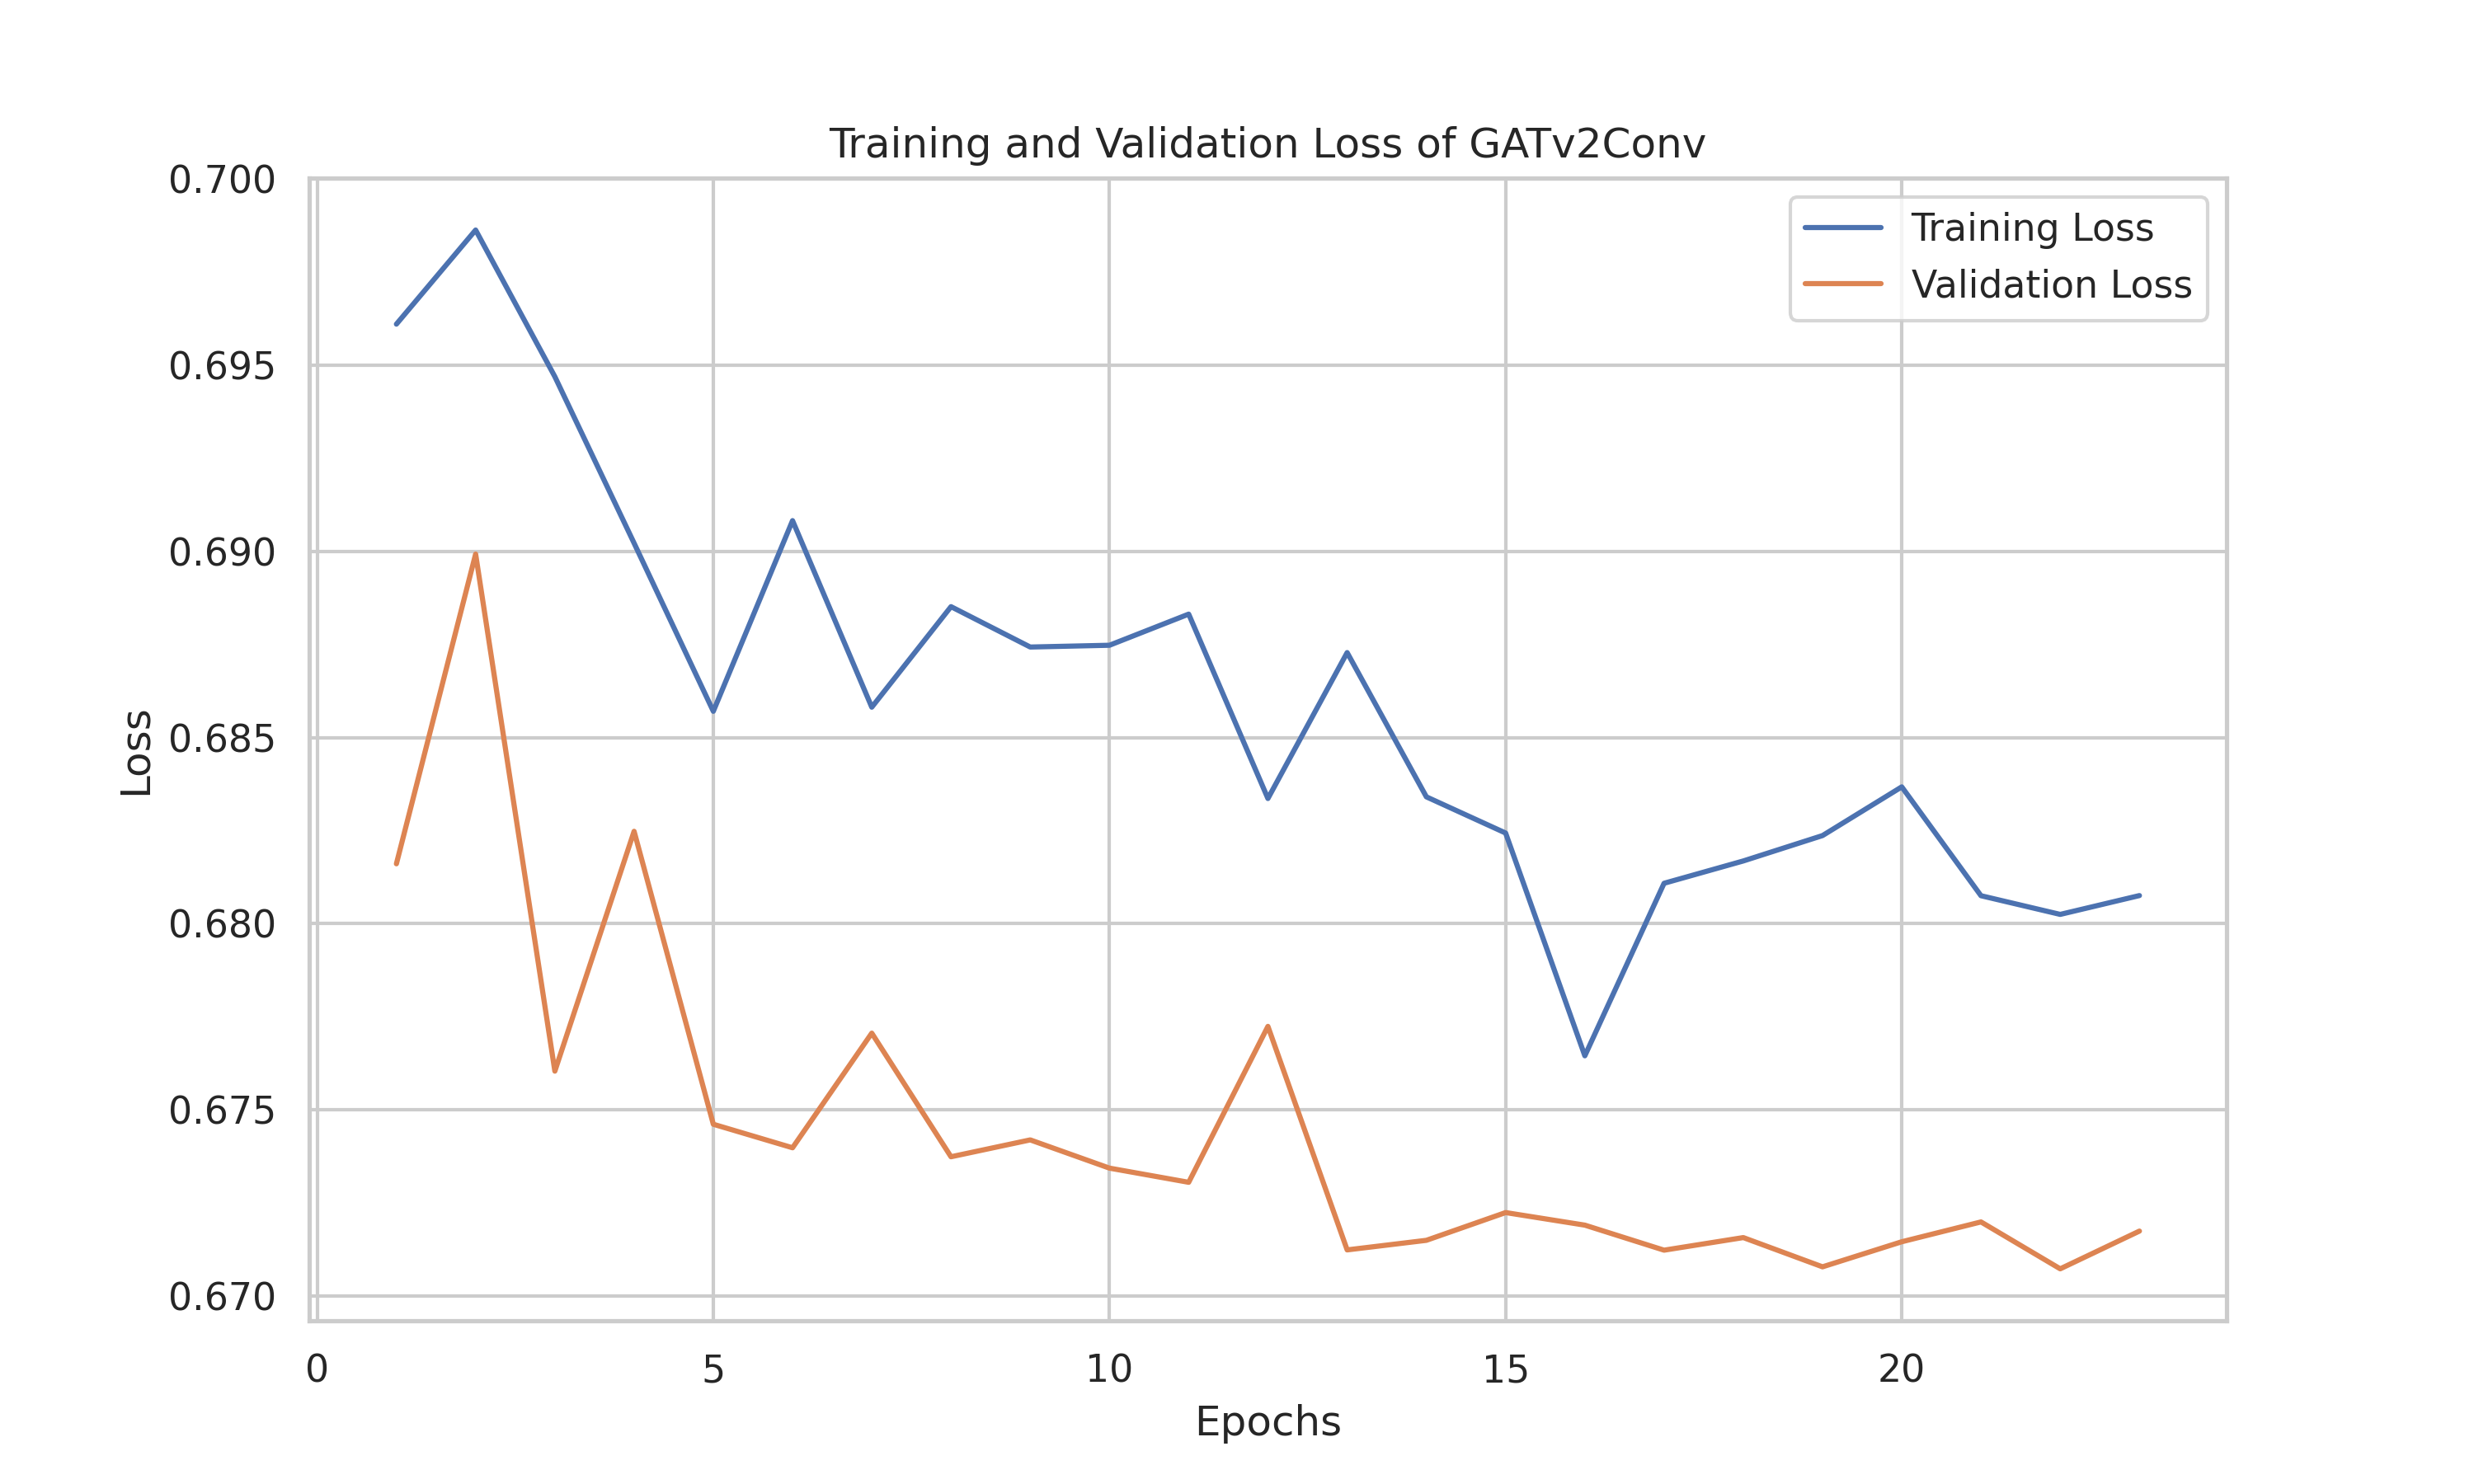 Training and Validation Loss of GATv2Conv
Training Loss
Validation Loss
Loss
0.700
0.695
0.690
0.685
0.680
0.675
0.670
0 5 10 15 20
Epochs